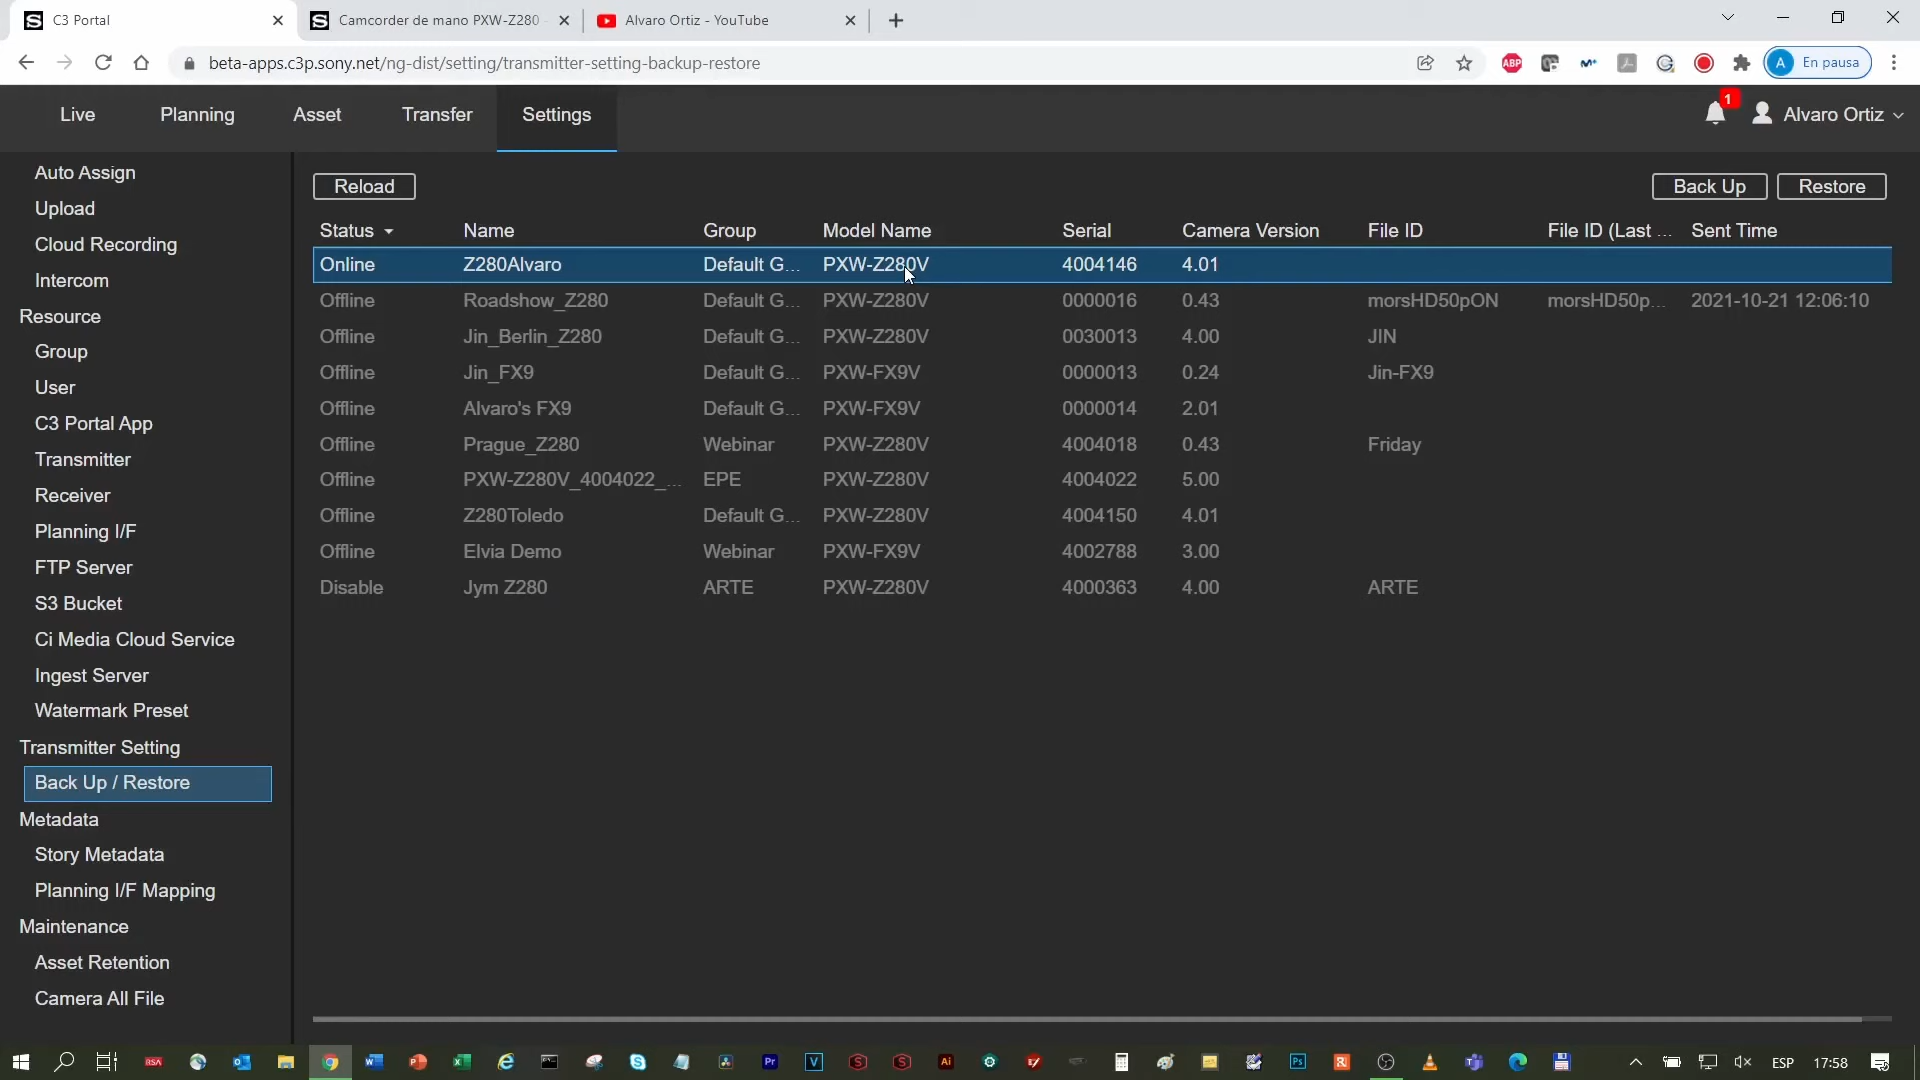 C3 Portal
Camcorder de mano PXW-Z280
Alvaro Ortiz - YouTube
beta-apps.c3p.sony.net/ng-dist/setting/transmitter-setting-backup-restore
ABP
A En pausa
Live Planning Asset Transfer Settings
1
Alvaro Ortiz
Auto Assign
Upload
Cloud Recording
Intercom
Resource
Group
User
C3 Portal App
Transmitter
Receiver
Planning I/F
FTP Server
S3 Bucket
Ci Media Cloud Service
Ingest Server
Watermark Preset
Transmitter Setting
Back Up / Restore
Metadata
Story Metadata
Planning I/F Mapping
Maintenance
Asset Retention
Camera All File
Reload Back Up Restore
Status Name Group Model Name Serial Camera Version File ID File ID (Last ... Sent Time
Online Z280Alvaro Default G... PXW-Z280V 4004146 4.01
Offline Roadshow_Z280 Default G... PXW-Z280V 0000016 0.43 morsHD50pON morsHD50p... 2021-10-21 12:06:10
Offline Jin_Berlin_Z280 Default G... PXW-Z280V 0030013 4.00 JIN
Offline Jin_FX9 Default G... PXW-FX9V 0000013 0.24 Jin-FX9
Offline Alvaro's FX9 Default G... PXW-FX9V 0000014 2.01
Offline Prague_Z280 Webinar PXW-Z280V 4004018 0.43 Friday
Offline PXW-Z280V_4004022_... EPE PXW-Z280V 4004022 5.00
Offline Z280Toledo Default G... PXW-Z280V 4004150 4.01
Offline Elvia Demo Webinar PXW-FX9V 4002788 3.00
Disable Jym Z280 ARTE PXW-Z280V 4000363 4.00 ARTE
RSA
Pr
V
Ai
Ps
ESP 17:58